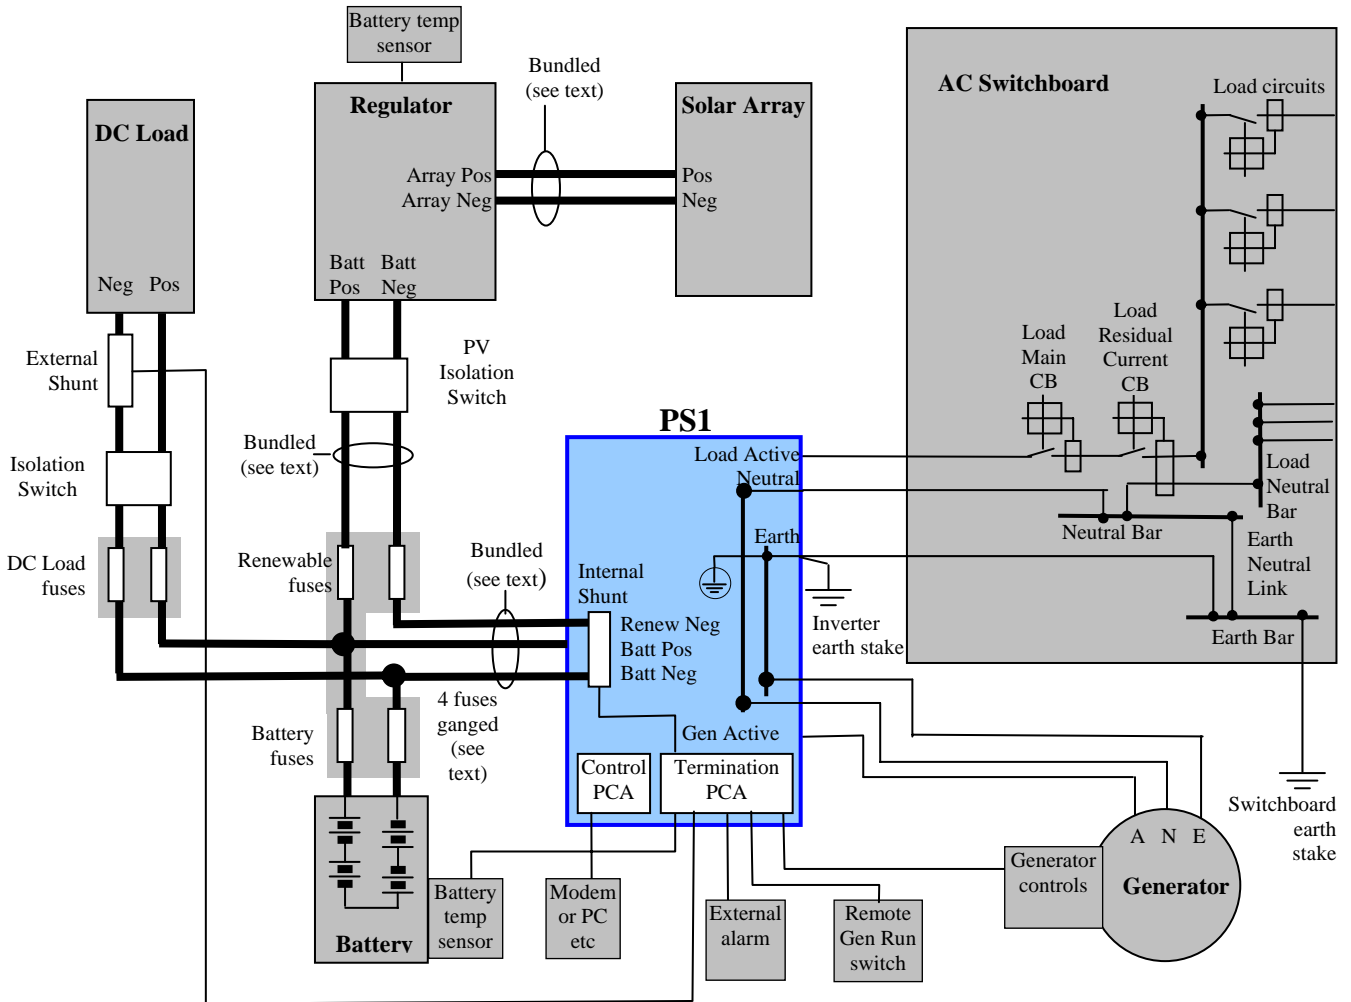 Battery temp
sensor
Regulator
Array Pos
Array Neg
Batt
Pos
Batt
Neg
Bundled
(see text)
Solar Array
Pos
Neg
DC Load
Neg
Pos
External
Shunt
Isolation
Switch
DC Load
fuses
PV
Isolation
Switch
Bundled
(see text)
Renewable
fuses
Bundled
(see text)
4 fuses
ganged
(see
text)
Battery
fuses
Battery
Battery
temp
sensor
PS1
Load Active
Neutral
Earth
Internal
Shunt
Renew Neg
Batt Pos
Batt Neg
Gen Active
Control
PCA
Termination
PCA
Modem
or PC
etc
External
alarm
Remote
Gen Run
switch
Generator
controls
A N E
Generator
Inverter
earth stake
AC Switchboard
Load circuits
Load
Main
CB
Load
Residual
Current
CB
Load
Neutral
Bar
Neutral Bar
Earth
Neutral
Link
Earth Bar
Switchboard
earth
stake